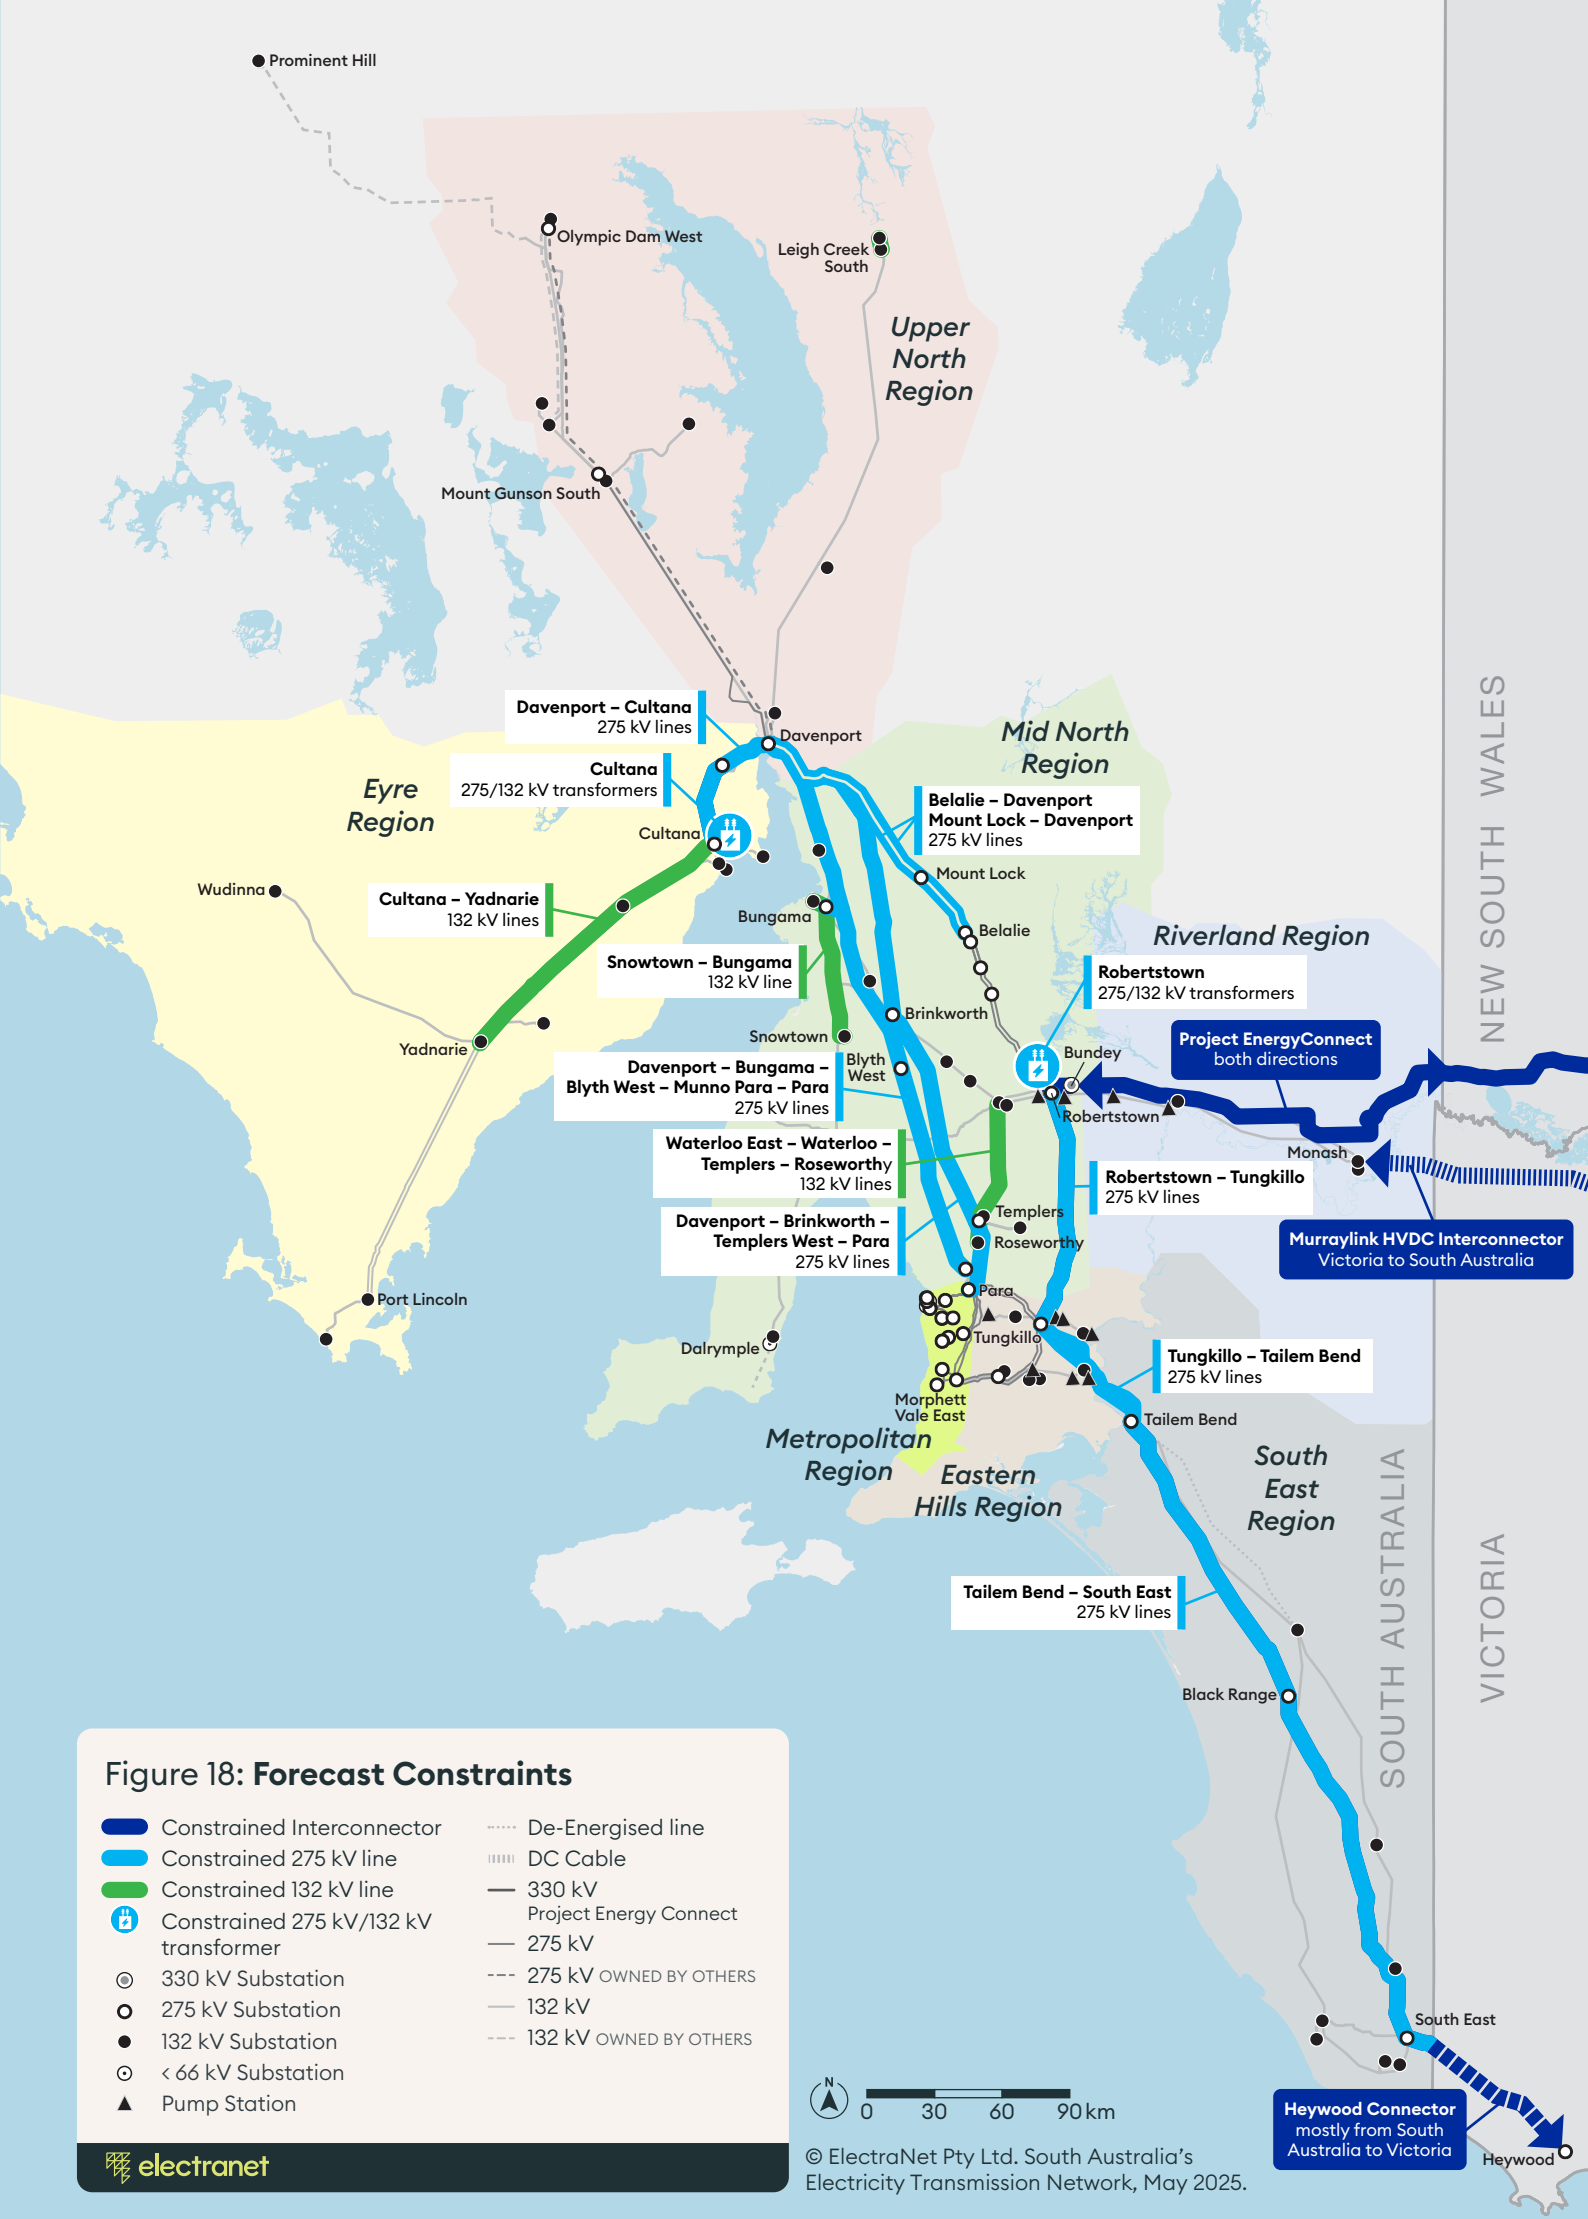 Prominent Hill
Olympic Dam West
Leigh Creek
South
Upper
North
Region
Mount Gunson South
NEW SOUTH WALES
Davenport – Cultana
275 kV lines
Davenport
Mid North
Region
Cultana
275/132 kV transformers
Eyre
Region
Belalie – Davenport
Mount Lock – Davenport
275 kV lines
Cultana
Mount Lock
Wudinna
Cultana – Yadnarie
132 kV lines
Bungama
Belalie
Riverland Region
Snowtown – Bungama
132 kV line
Robertstown
275/132 kV transformers
Brinkworth
Snowtown
Yadnarie
Project EnergyConnect
both directions
Bundey
Blyth
West
Davenport – Bungama –
Blyth West – Munno Para – Para
275 kV lines
Robertstown
Waterloo East – Waterloo –
Templers – Roseworthy
132 kV lines
Monash
Robertstown – Tungkillo
275 kV lines
Templers
Davenport – Brinkworth –
Templers West – Para
275 kV lines
Roseworthy
Murraylink HVDC Interconnector
Victoria to South Australia
Para
Port Lincoln
Tungkillo
Dalrymple
Tungkillo – Tailem Bend
275 kV lines
Morphett
Vale East
Tailem Bend
Metropolitan
Region
Eastern
Hills Region
South
East
Region
SOUTH AUSTRALIA
VICTORIA
Tailem Bend – South East
275 kV lines
Black Range
South East
Heywood Connector
mostly from South
Australia to Victoria
Heywood
Figure 18: Forecast Constraints
Constrained Interconnector
Constrained 275 kV line
Constrained 132 kV line
Constrained 275 kV/132 kV
transformer
330 kV Substation
275 kV Substation
132 kV Substation
< 66 kV Substation
Pump Station
De-Energised line
DC Cable
330 kV
Project Energy Connect
275 kV
275 kV OWNED BY OTHERS
132 kV
132 kV OWNED BY OTHERS
electranet
N
0 30 60 90 km
© ElectraNet Pty Ltd. South Australia's
Electricity Transmission Network, May 2025.